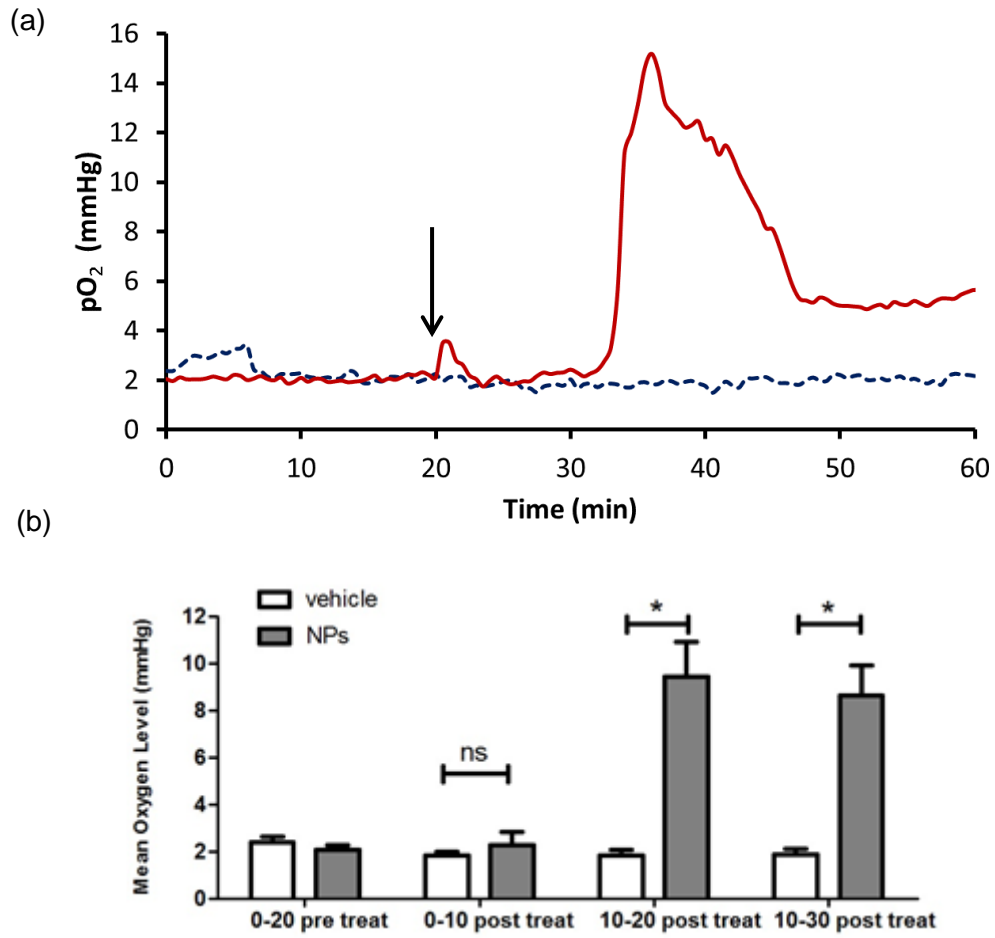 (a)
16
14
12
10
8
6
4
2
0
pO₂ (mmHg)
0 10 20 30 40 50 60
Time (min)
(b)
vehicle
NPs
12
10
8
6
4
2
0
Mean Oxygen Level (mmHg)
ns
*
*
0-20 pre treat 0-10 post treat 10-20 post treat 10-30 post treat